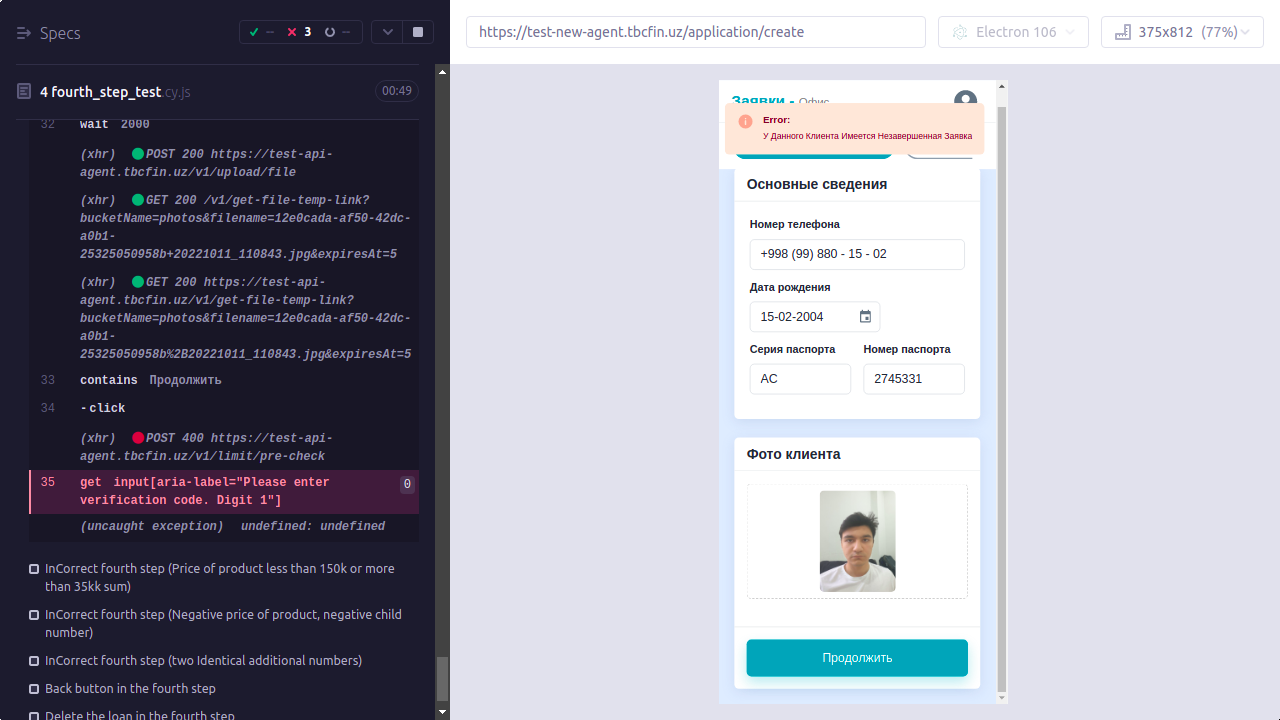 Specs
--
3
--
https://test-new-agent.tbcfin.uz/application/create
Electron 106
375x812 (77%)
4 fourth_step_test.cy.js
00:49
32 wait 2000
(xhr) POST 200 https://test-api-
agent.tbcfin.uz/v1/upload/file
(xhr) GET 200 /v1/get-file-temp-link?
bucketName=photos&filename=12e0cada-af50-42dc-
a0b1-
25325050958b+20221011_110843.jpg&expiresAt=5
(xhr) GET 200 https://test-api-
agent.tbcfin.uz/v1/get-file-temp-link?
bucketName=photos&filename=12e0cada-af50-42dc-
a0b1-
25325050958b%2B20221011_110843.jpg&expiresAt=5
33 contains Продолжить
34 -click
(xhr) POST 400 https://test-api-
agent.tbcfin.uz/v1/limit/pre-check
35 get input[aria-label="Please enter
verification code. Digit 1"]
0
(uncaught exception) undefined: undefined
InCorrect fourth step (Price of product less than 150k or more
than 35kk sum)
InCorrect fourth step (Negative price of product, negative child
number)
InCorrect fourth step (two Identical additional numbers)
Back button in the fourth step
Delete the loan in the fourth step
Заявки - Офис
Error:
У Данного Клиента Имеется Незавершенная Заявка
Основные сведения
Номер телефона
+998 (99) 880 - 15 - 02
Дата рождения
15-02-2004
Серия паспорта Номер паспорта
AC 2745331
Фото клиента
Продолжить